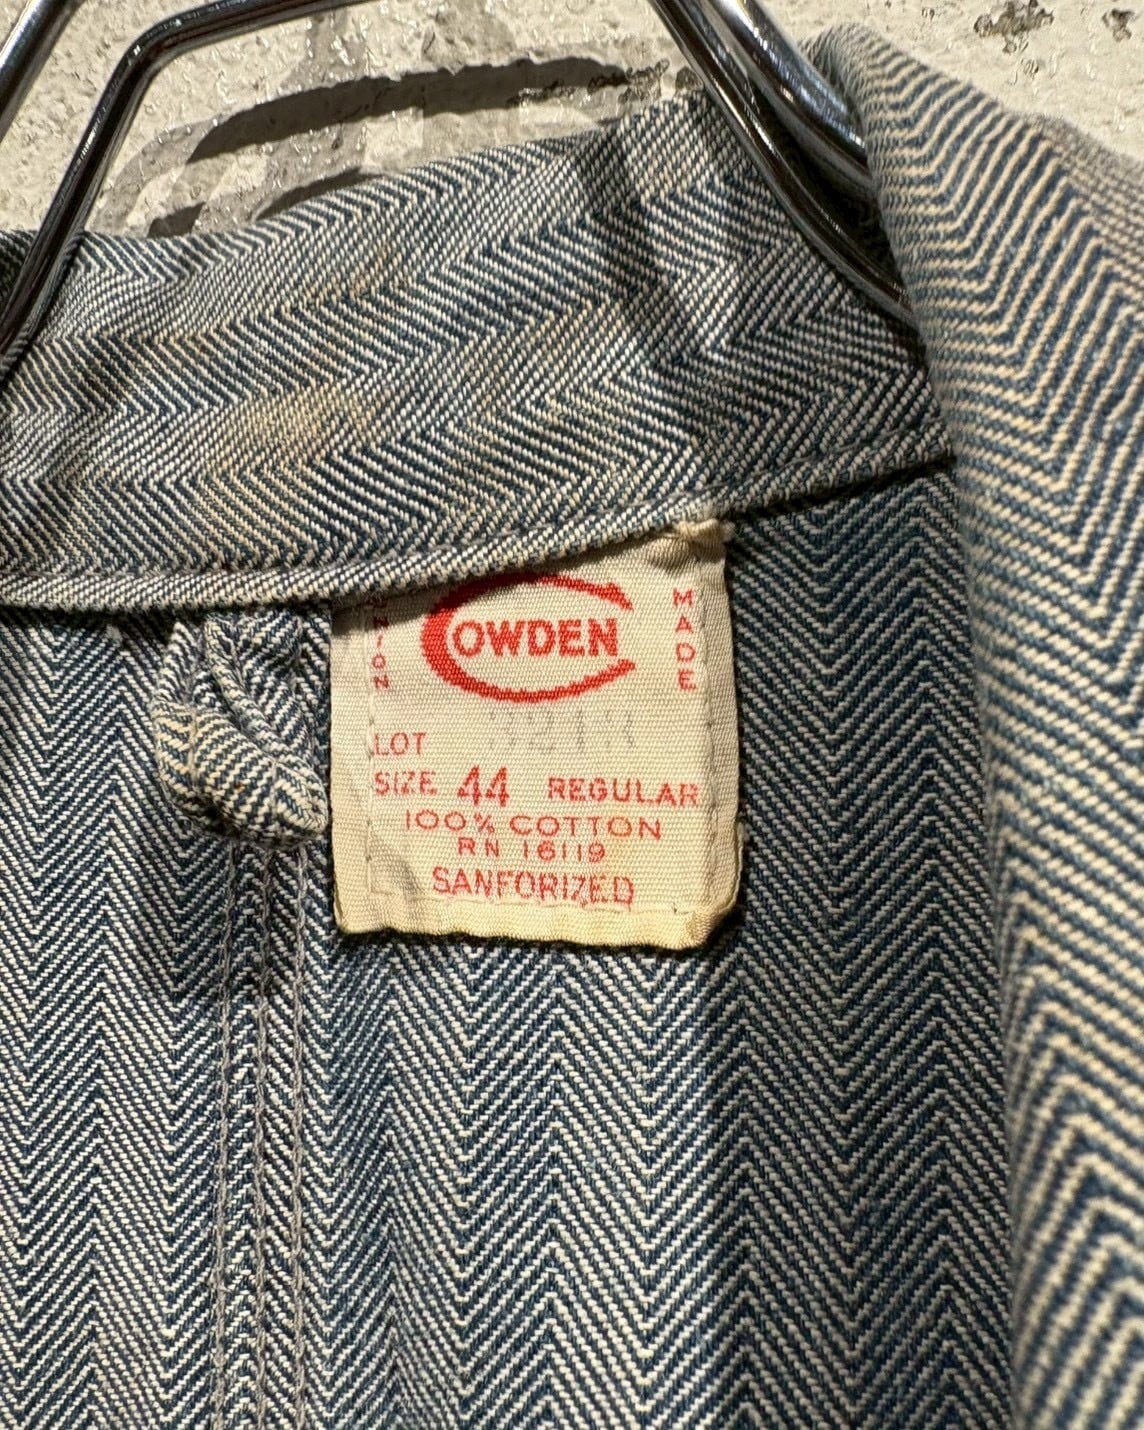 UNION
COWDEN
MADE
LOT
SIZE 44 REGULAR
100% COTTON
RN 16119
SANFORIZED